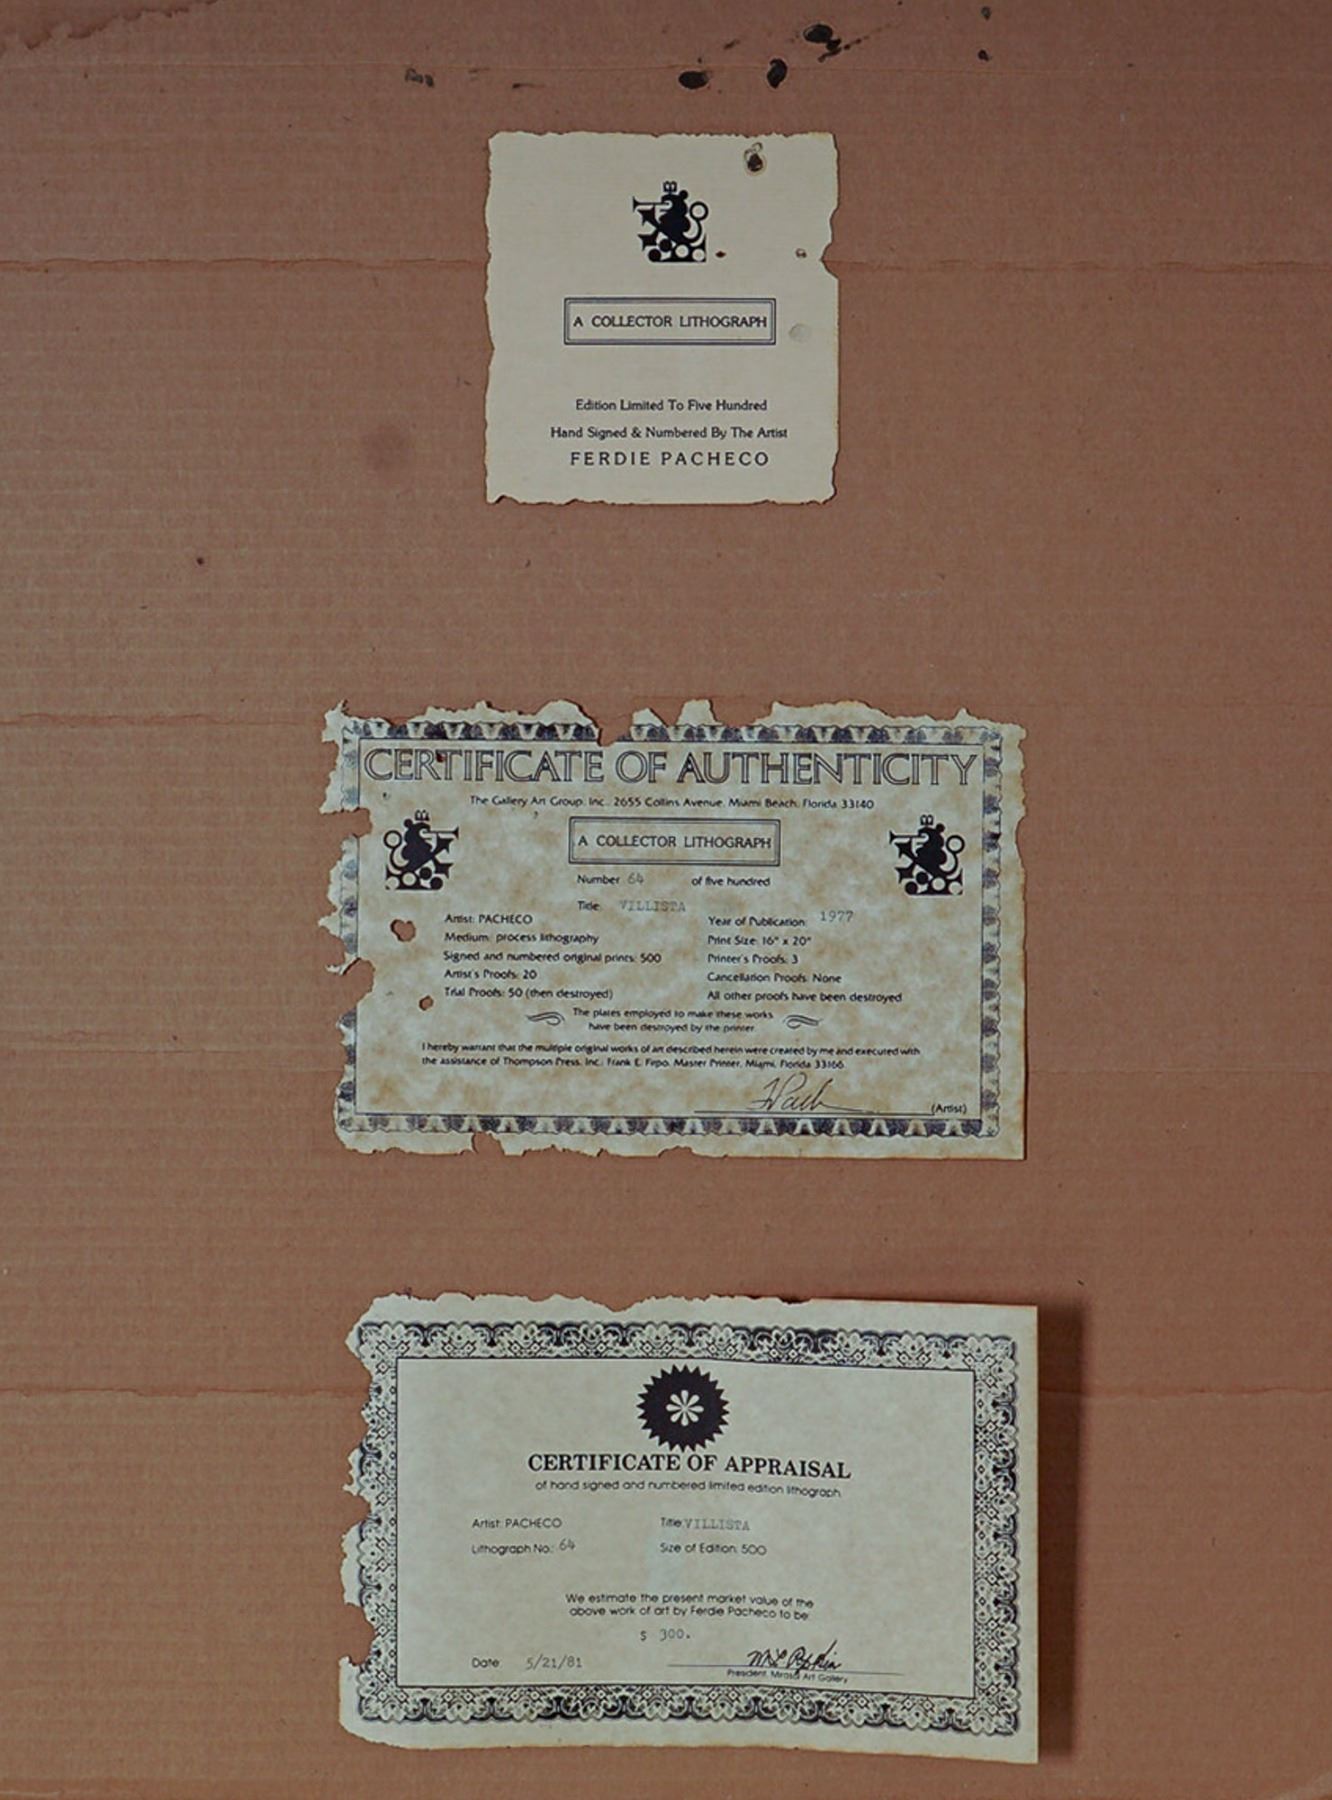 A COLLECTOR LITHOGRAPH
Edition Limited To Five Hundred
Hand Signed & Numbered By The Artist
FERDIE PACHECO
CERTIFICATE OF AUTHENTICITY
The Gallery Art Group, Inc. 2655 Collins Avenue, Miami Beach, Florida 33140
A COLLECTOR LITHOGRAPH
Number 64 of five hundred
Title: VILLISTA
Artist: PACHECO
Year of Publication: 1977
Medium: process lithography
Print Size: 16" x 20"
Signed and numbered original prints: 500
Printer's Proofs: 3
Artist's Proofs: 20
Cancellation Proofs: None
Trial Proofs: 50 (then destroyed)
All other proofs have been destroyed
The plates employed to make these works
have been destroyed by the printer.
I hereby warrant that the multiple original works of art described herein were created by me and executed with
the assistance of Thompson Press, Inc.; Frank E. Firpo, Master Printer, Miami, Florida 33166.
(Artist)
CERTIFICATE OF APPRAISAL
of hand signed and numbered limited edition lithograph
Artist: PACHECO
Title: VILLISTA
Lithograph No.: 64
Size of Edition: 500
We estimate the present market value of the
above work of art by Ferdie Pacheco to be:
$ 300.
Date: 5/21/81
President, Art Gallery